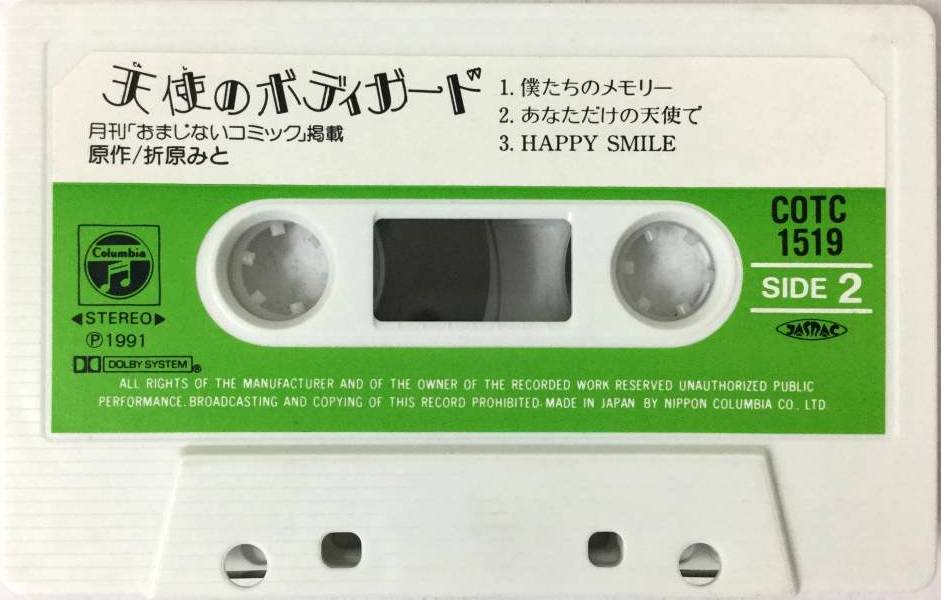 天使のボディガード
てん し
月刊「おまじないコミック」掲載
原作/折原みと
1. 僕たちのメモリー
2. あなただけの天使で
3. HAPPY SMILE
COTC
1519
SIDE 2
JASRAC
Columbia
◀STEREO▶
Ⓟ1991
DOLBY SYSTEM®
ALL RIGHTS OF THE MANUFACTURER AND OF THE OWNER OF THE RECORDED WORK RESERVED UNAUTHORIZED PUBLIC
PERFORMANCE. BROADCASTING AND COPYING OF THIS RECORD PROHIBITED. MADE IN JAPAN BY NIPPON COLUMBIA CO., LTD.